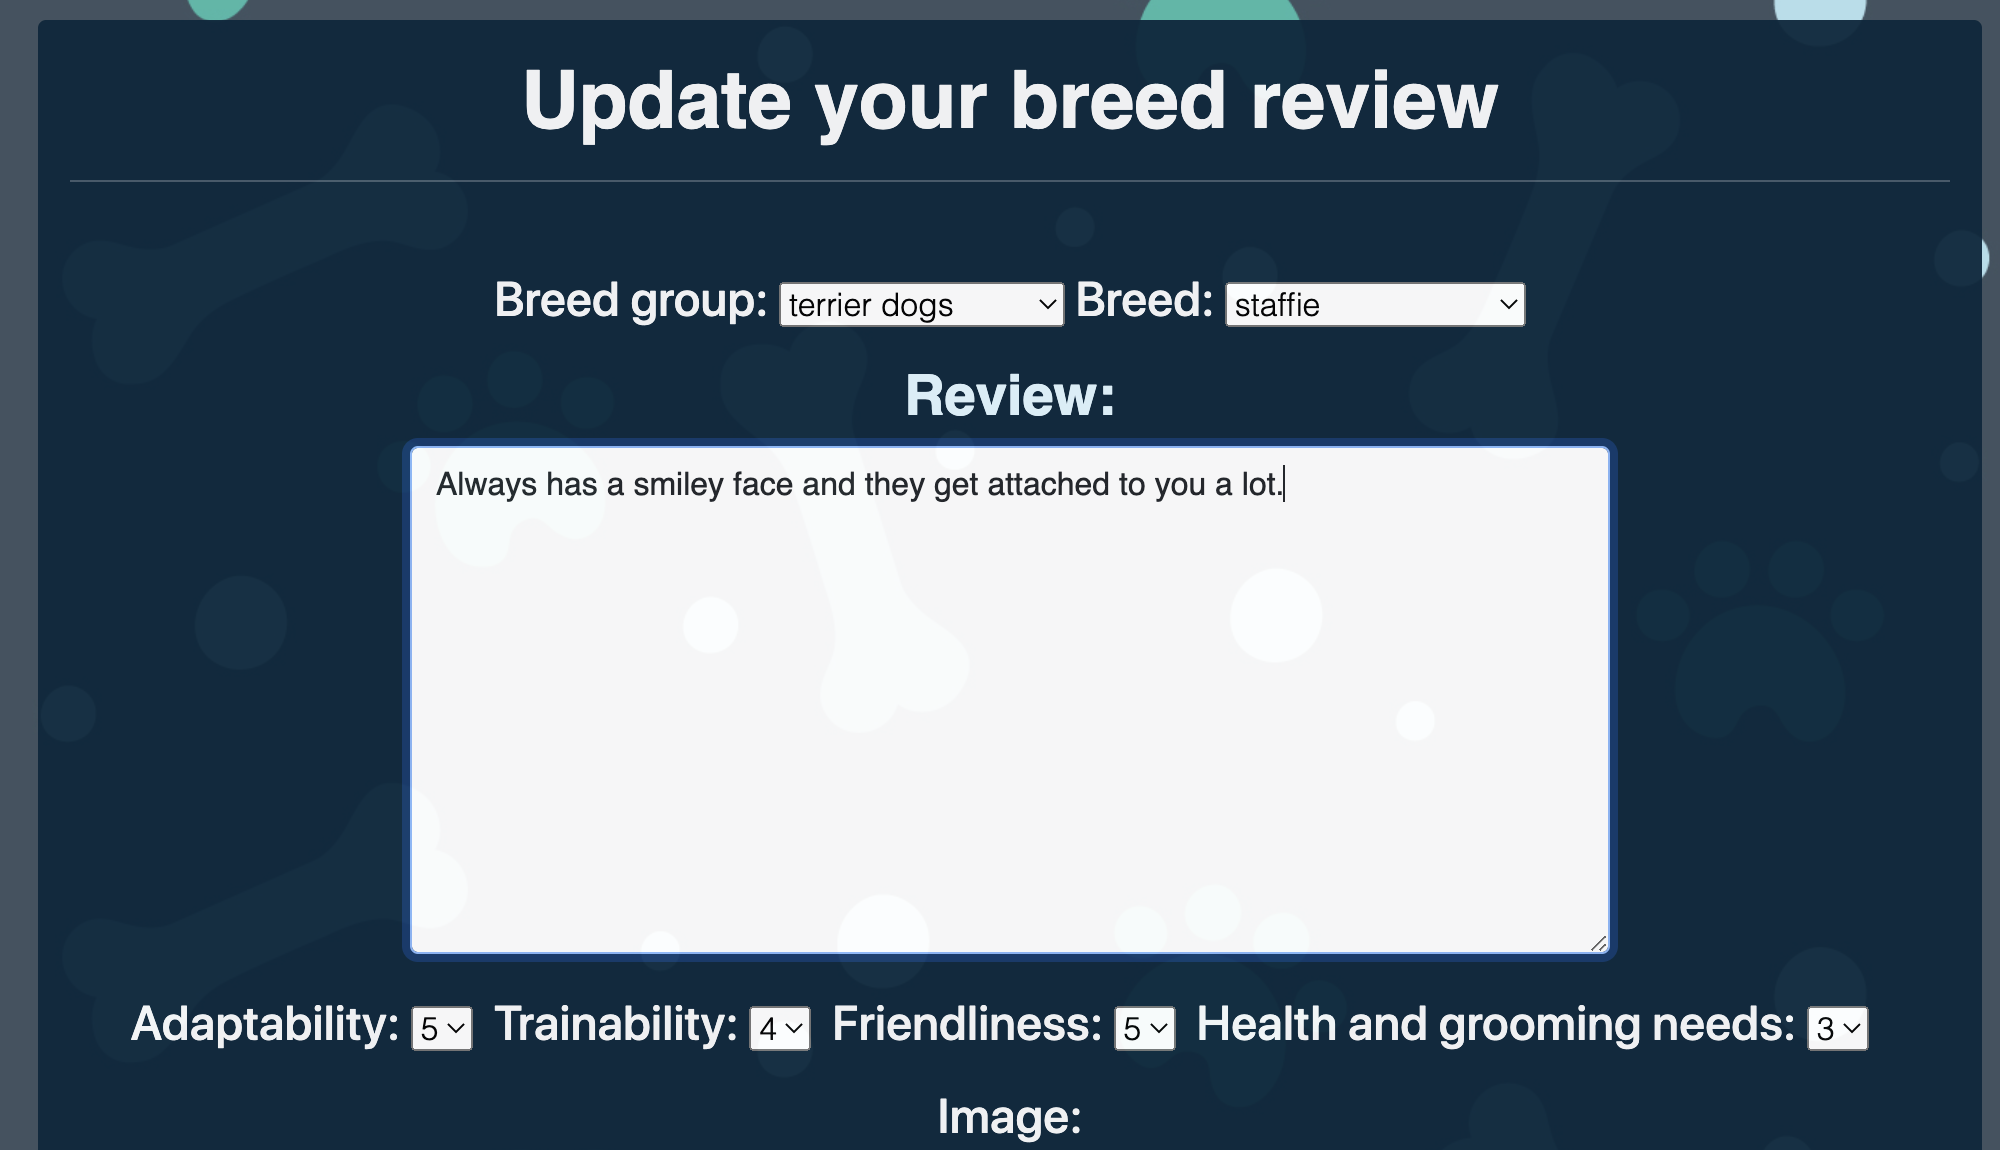 Update your breed review
Breed group: terrier dogs Breed: staffie
Review:
Always has a smiley face and they get attached to you a lot.
Adaptability: 5 Trainability: 4 Friendliness: 5 Health and grooming needs: 3
Image: